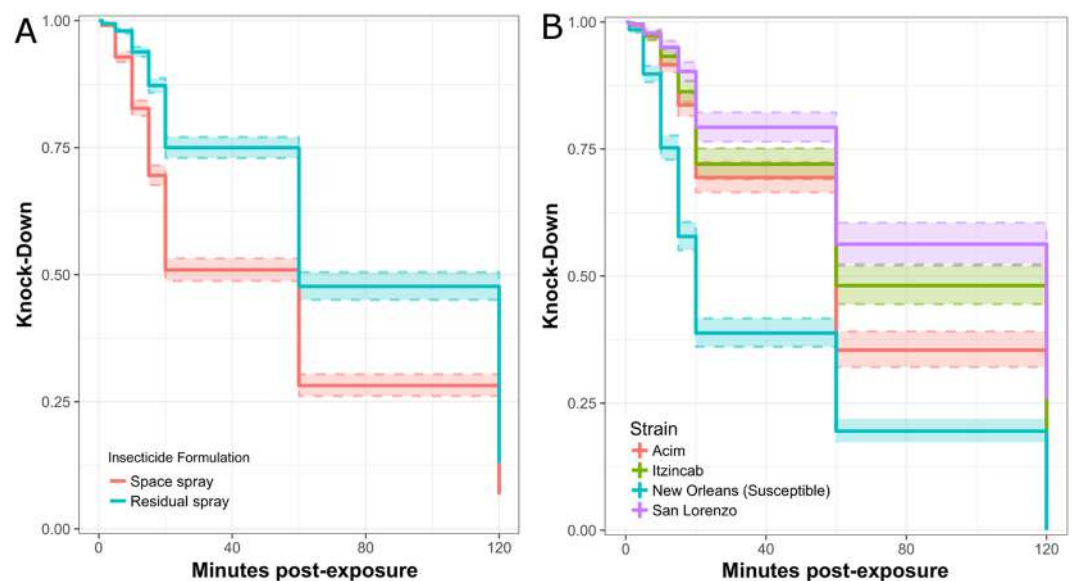 A
Knock-Down
1.00
0.75
0.50
0.25
0.00
Insecticide Formulation
Space spray
Residual spray
0
40
80
120
Minutes post-exposure
B
Knock-Down
1.00
0.75
0.50
0.25
0.00
Strain
Acim
Itzincab
New Orleans (Susceptible)
San Lorenzo
0
40
80
120
Minutes post-exposure